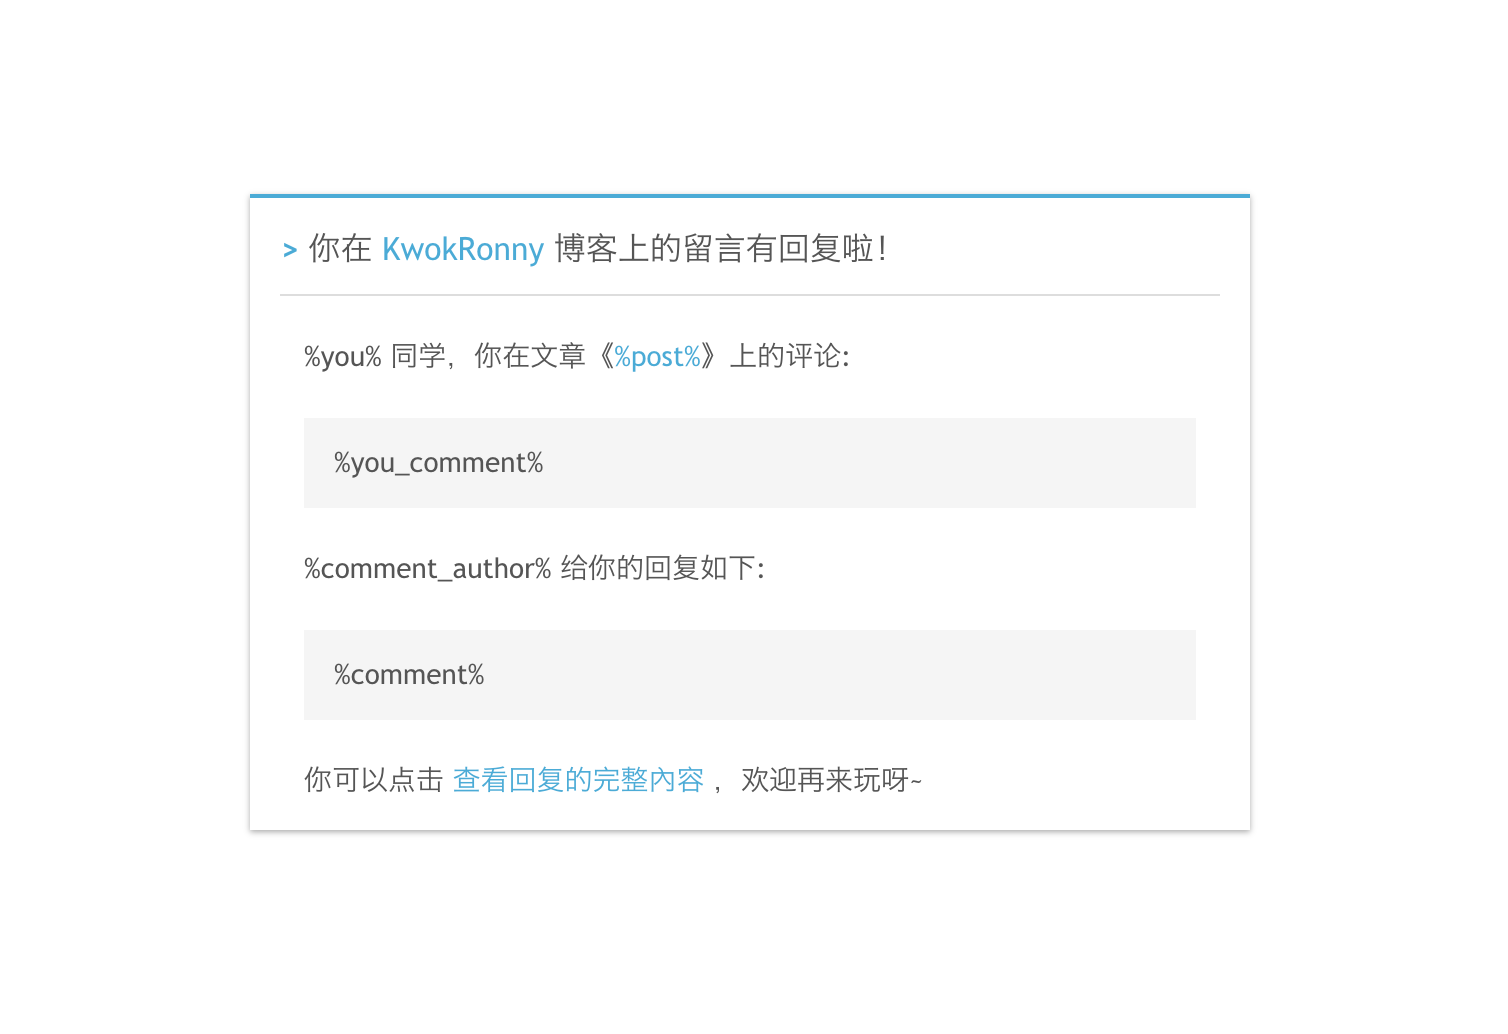 > 你在 KwokRonny 博客上的留言有回复啦！
%you% 同学，你在文章《%post%》上的评论:
%you_comment%
%comment_author% 给你的回复如下:
%comment%
你可以点击 查看回复的完整內容 ，欢迎再来玩呀~